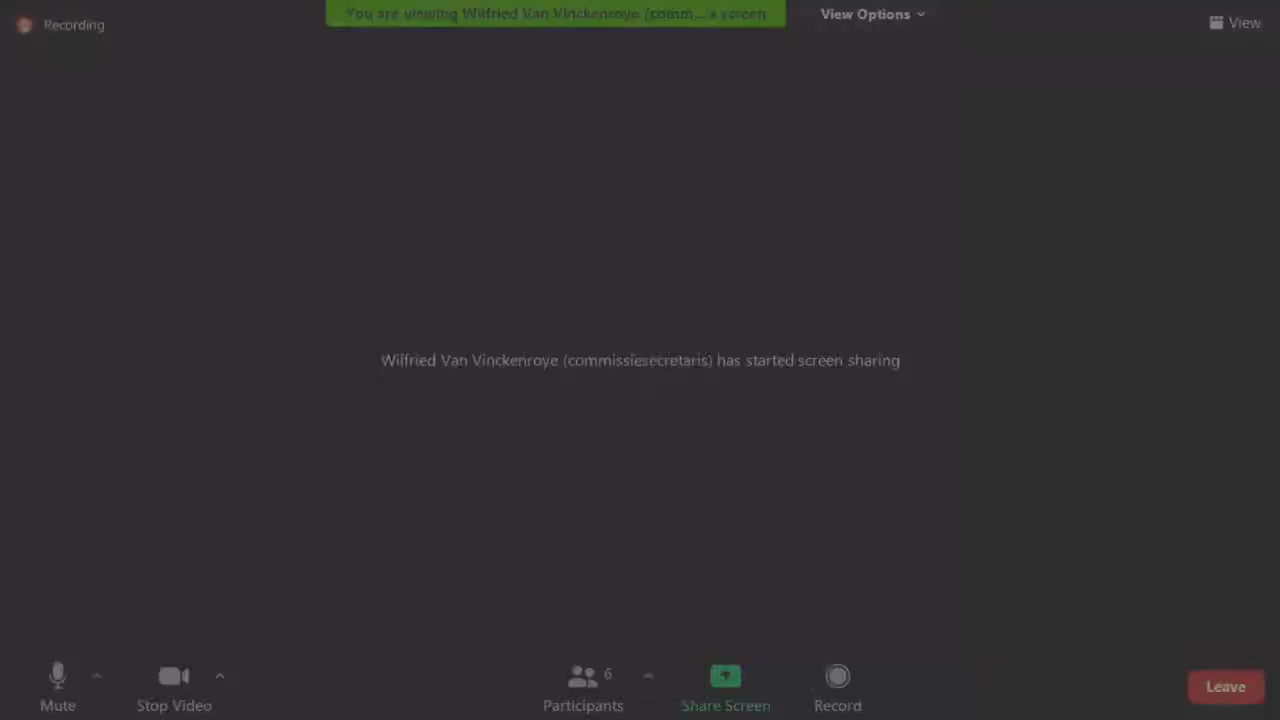 Recording
You are viewing Wilfried Van Vinckenroye (comm...'s screen
View Options
View
Wilfried Van Vinckenroye (commissiesecretaris) has started screen sharing
Mute
Stop Video
6
Participants
Share Screen
Record
Leave